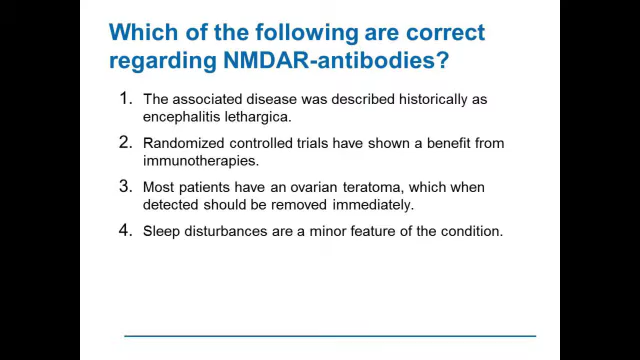 Which of the following are correct
regarding NMDAR-antibodies?
1. The associated disease was described historically as
encephalitis lethargica.
2. Randomized controlled trials have shown a benefit from
immunotherapies.
3. Most patients have an ovarian teratoma, which when
detected should be removed immediately.
4. Sleep disturbances are a minor feature of the condition.